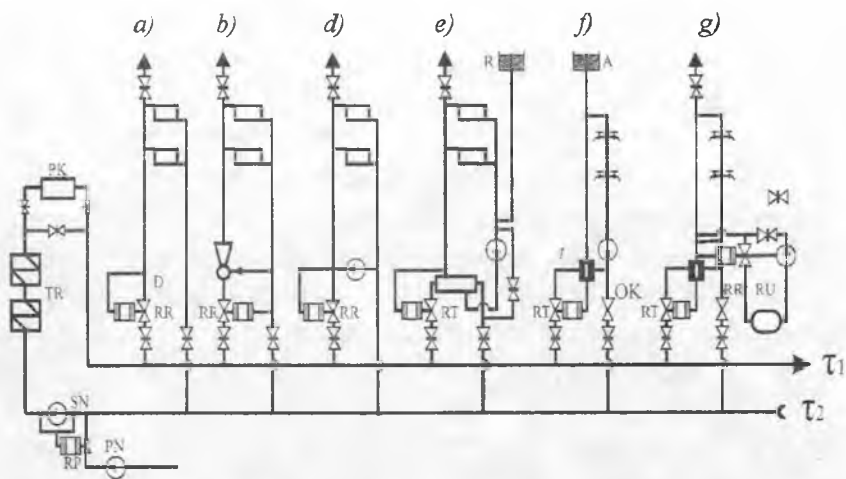 a) b) d) e) f) g)
R A
PK
t
TR D OK RR RU
RR RR RR RT RT RT
τ1
SN τ2
RP PN